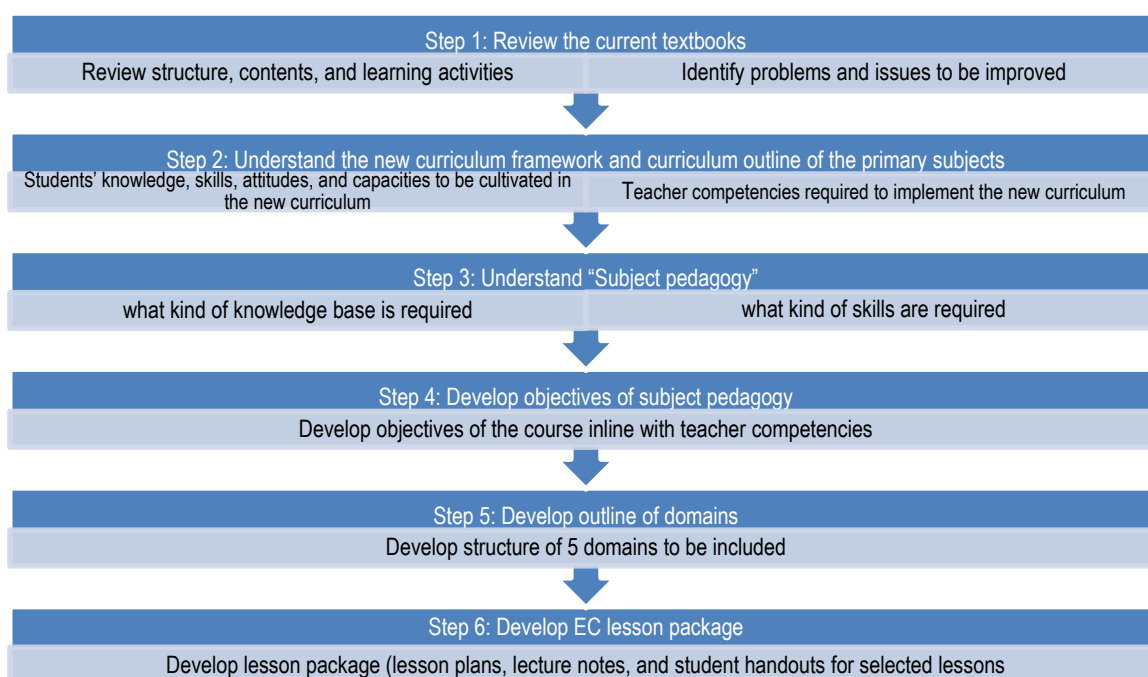 Step 1: Review the current textbooks
Review structure, contents, and learning activities
Identify problems and issues to be improved
Step 2: Understand the new curriculum framework and curriculum outline of the primary subjects
Students’ knowledge, skills, attitudes, and capacities to be cultivated in
the new curriculum
Teacher competencies required to implement the new curriculum
Step 3: Understand “Subject pedagogy”
what kind of knowledge base is required
what kind of skills are required
Step 4: Develop objectives of subject pedagogy
Develop objectives of the course inline with teacher competencies
Step 5: Develop outline of domains
Develop structure of 5 domains to be included
Step 6: Develop EC lesson package
Develop lesson package (lesson plans, lecture notes, and student handouts for selected lessons